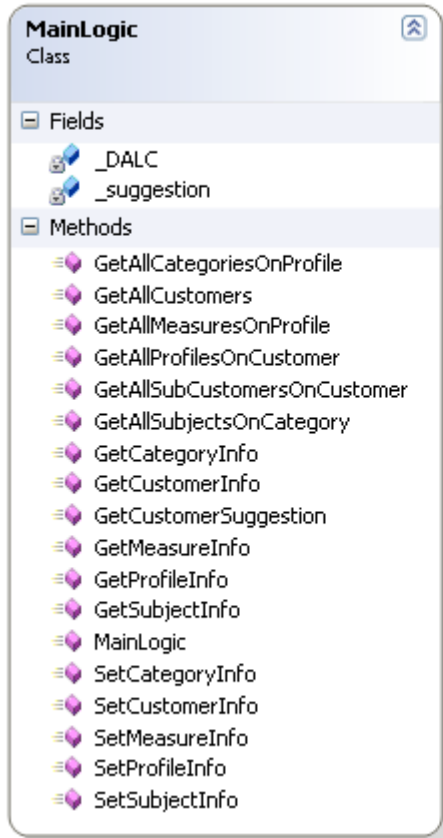 MainLogic
Class
Fields
_DALC
_suggestion
Methods
GetAllCategoriesOnProfile
GetAllCustomers
GetAllMeasuresOnProfile
GetAllProfilesOnCustomer
GetAllSubCustomersOnCustomer
GetAllSubjectsOnCategory
GetCategoryInfo
GetCustomerInfo
GetCustomerSuggestion
GetMeasureInfo
GetProfileInfo
GetSubjectInfo
MainLogic
SetCategoryInfo
SetCustomerInfo
SetMeasureInfo
SetProfileInfo
SetSubjectInfo